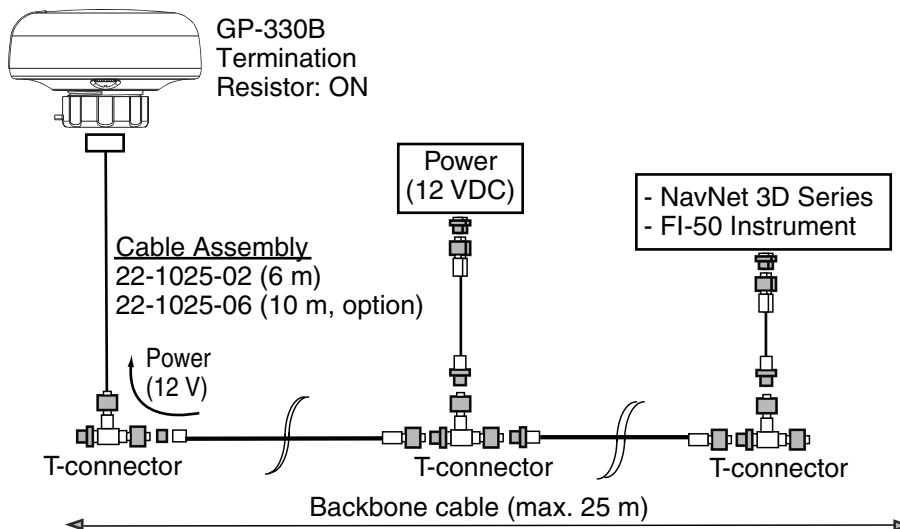 GP-330B
Termination
Resistor: ON
Power
(12 VDC)
- NavNet 3D Series
- FI-50 Instrument
Cable Assembly
22-1025-02 (6 m)
22-1025-06 (10 m, option)
Power
(12 V)
T-connector
T-connector
T-connector
Backbone cable (max. 25 m)